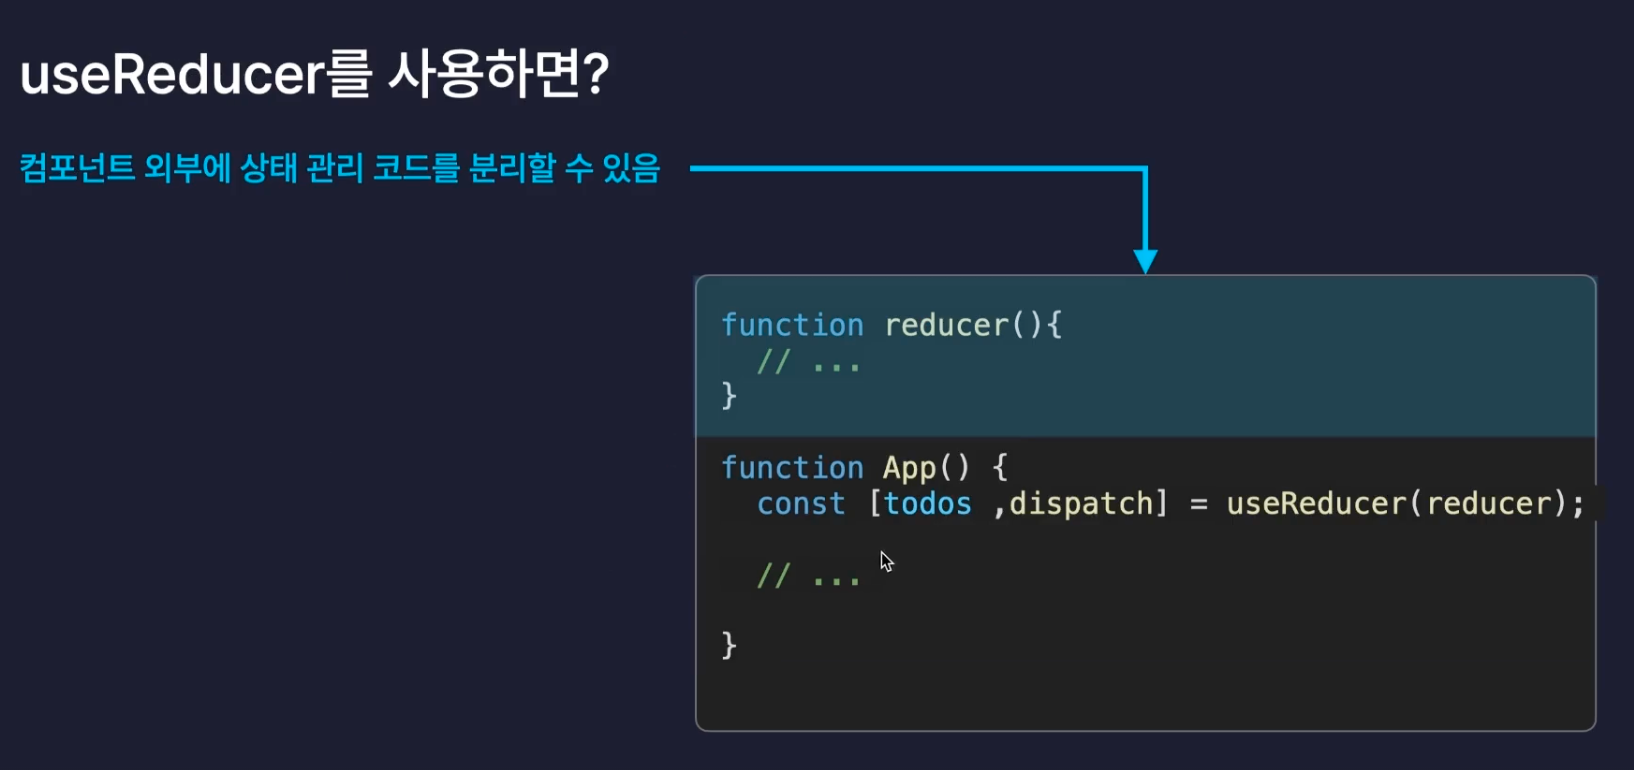 useReducer를 사용하면?
컴포넌트 외부에 상태 관리 코드를 분리할 수 있음
function reducer(){
  // ...
}
function App() {
  const [todos ,dispatch] = useReducer(reducer);
  // ...
}